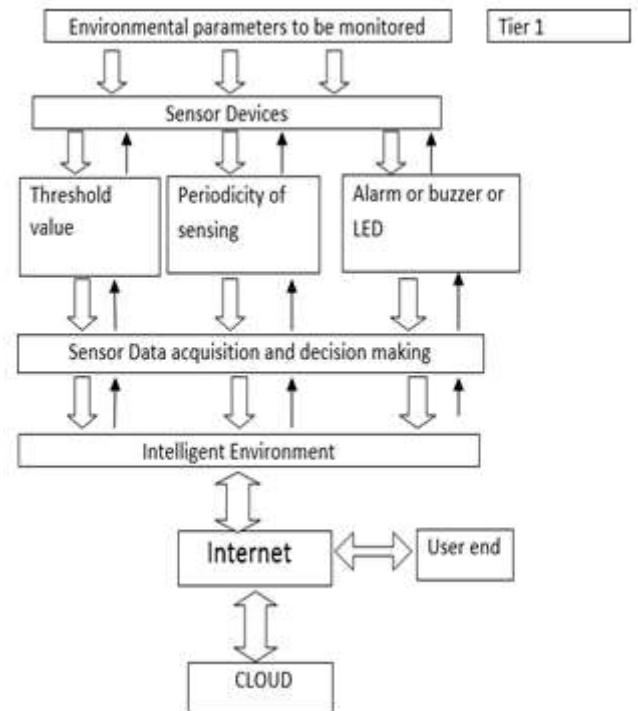 Environmental parameters to be monitored
Tier 1
Sensor Devices
Threshold
value
Periodicity of
sensing
Alarm or buzzer or
LED
Sensor Data acquisition and decision making
Intelligent Environment
Internet
User end
CLOUD